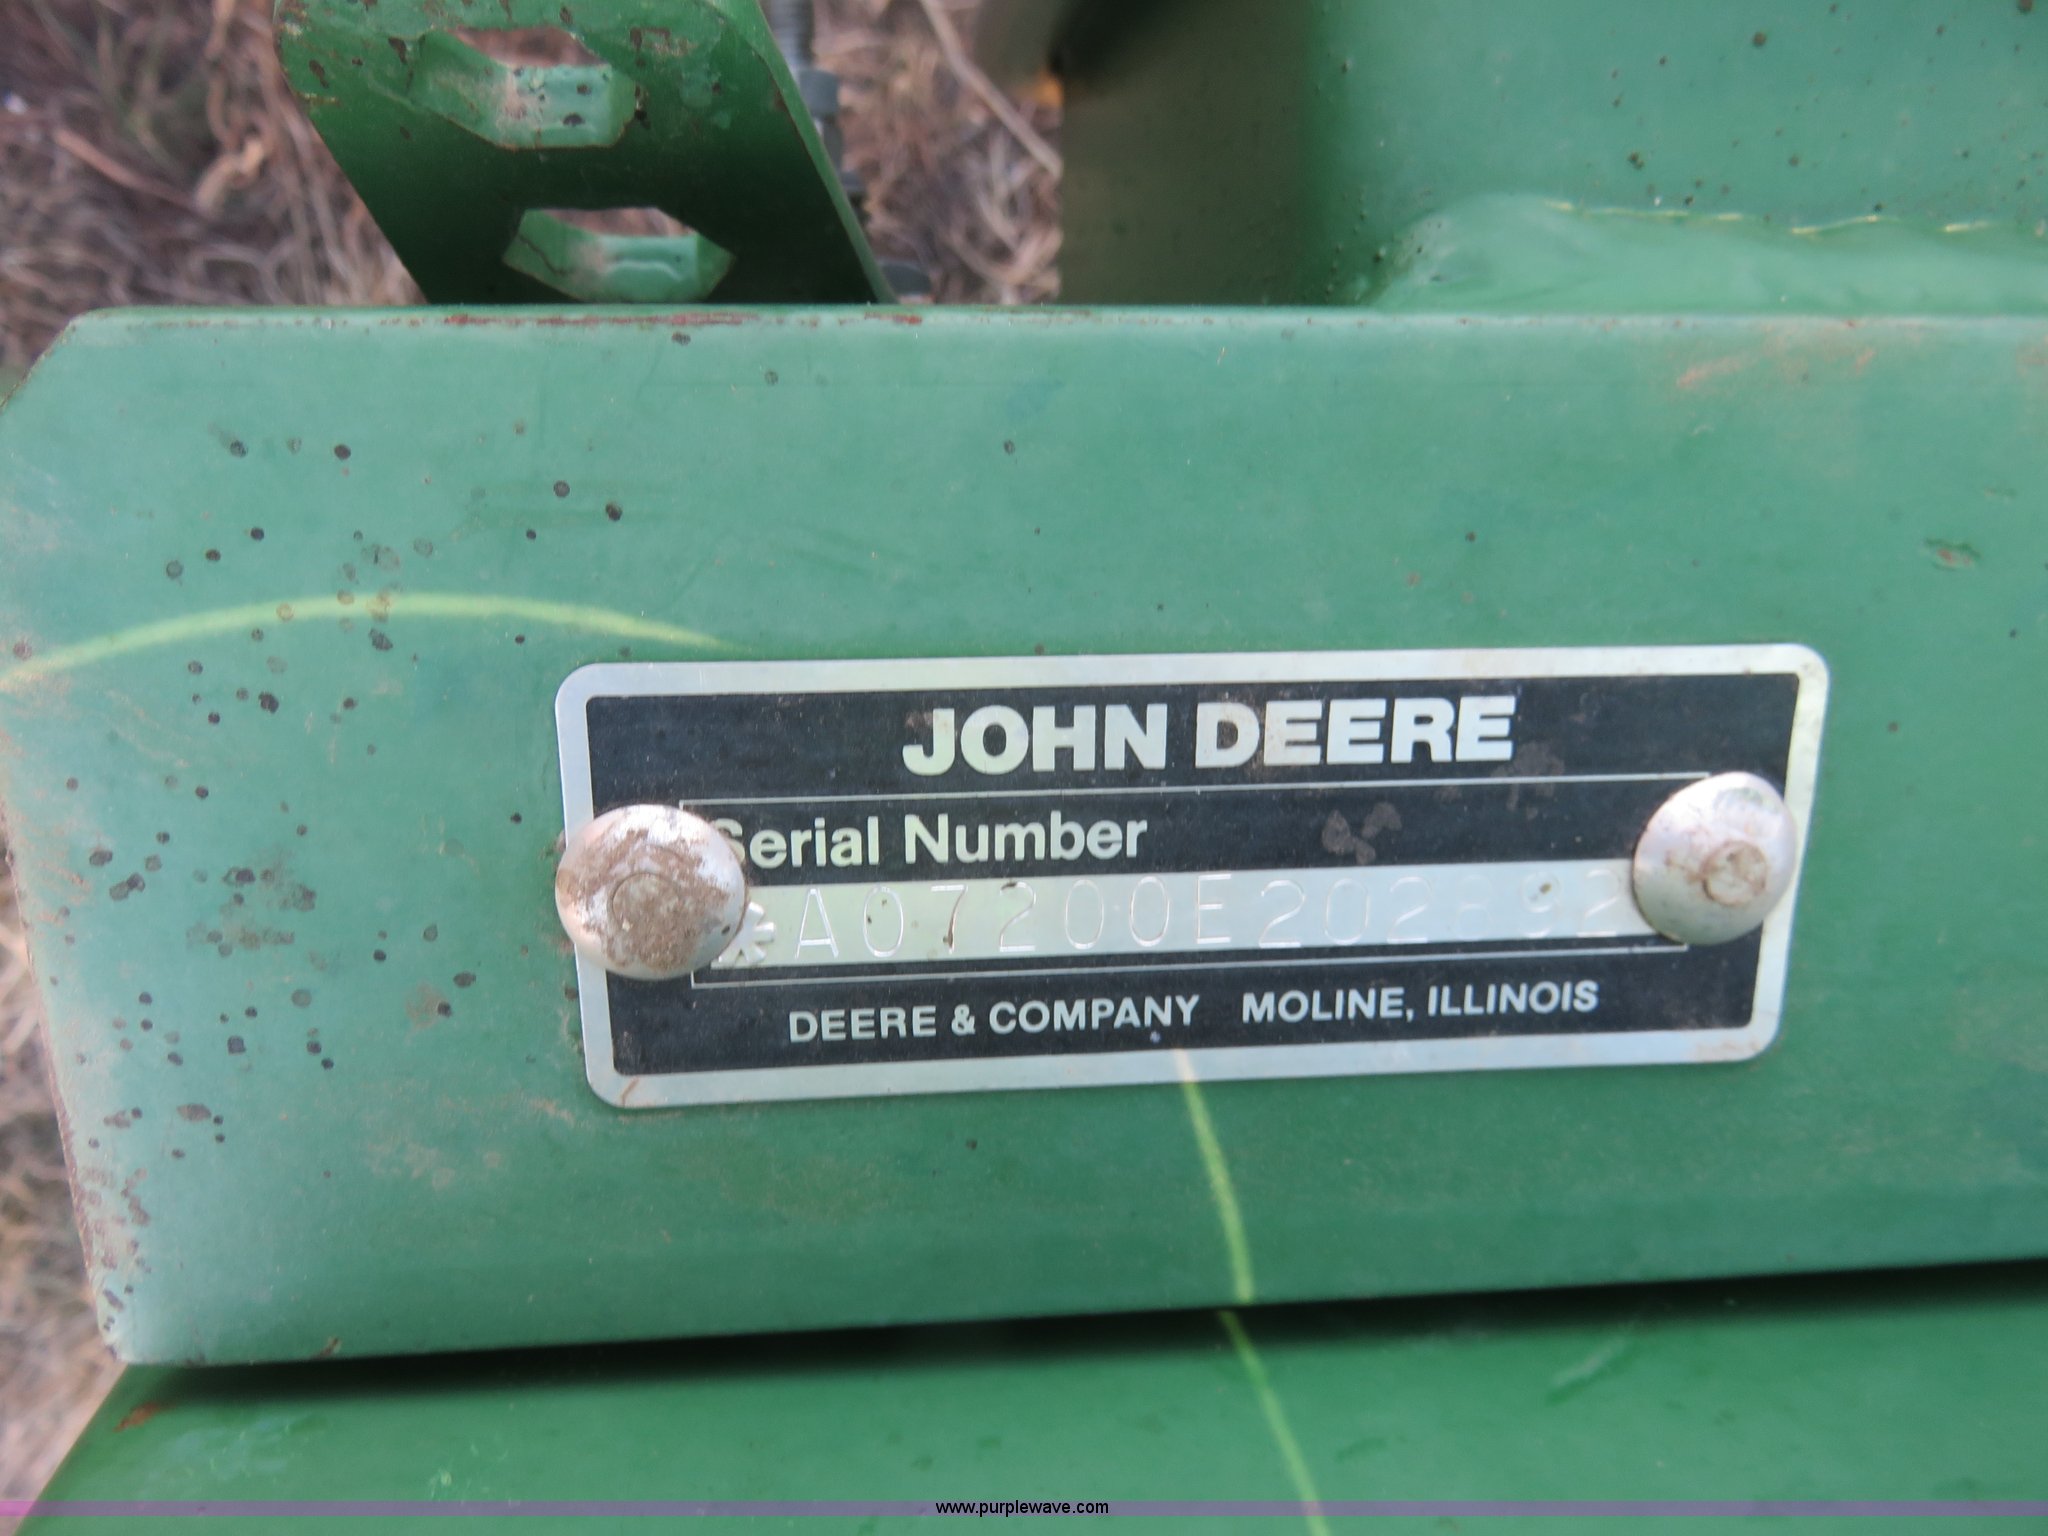 JOHN DEERE
Serial Number
*A07200E202892
DEERE & COMPANY MOLINE, ILLINOIS
www.purplewave.com